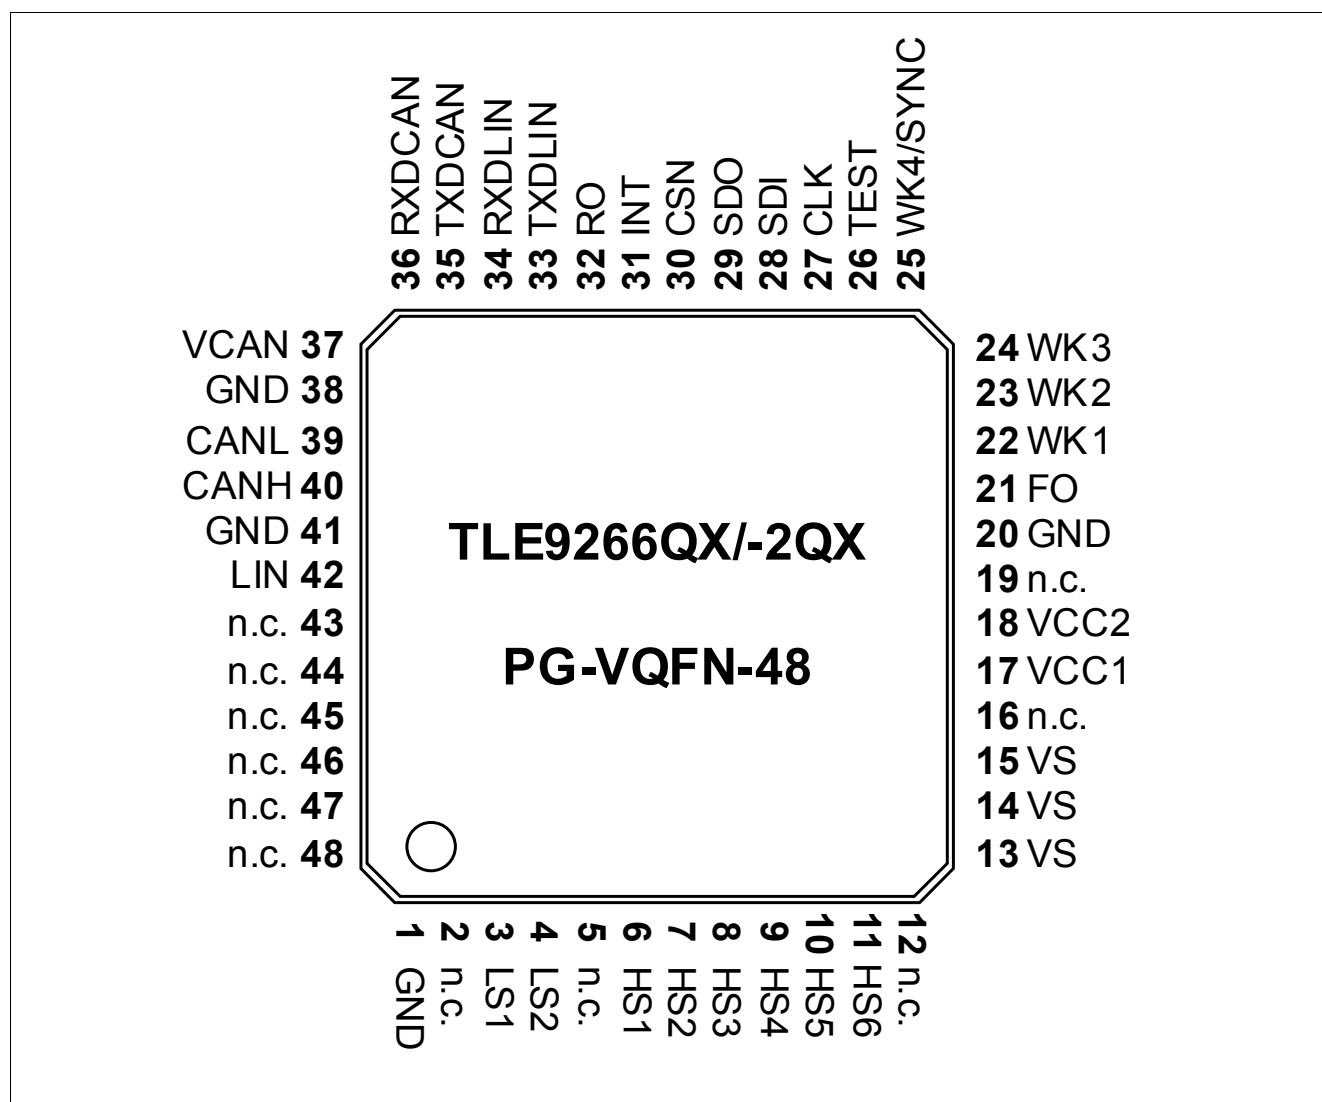 36 RXDCAN
35 TXDCAN
34 RXDLIN
33 TXDLIN
32 RO
31 INT
30 CSN
29 SDO
28 SDI
27 CLK
26 TEST
25 WK4/SYNC
VCAN 37
GND 38
CANL 39
CANH 40
GND 41
LIN 42
n.c. 43
n.c. 44
n.c. 45
n.c. 46
n.c. 47
n.c. 48
TLE9266QX/-2QX
PG-VQFN-48
24 WK3
23 WK2
22 WK1
21 FO
20 GND
19 n.c.
18 VCC2
17 VCC1
16 n.c.
15 VS
14 VS
13 VS
1 GND
2 n.c.
3 LS1
4 LS2
5 n.c.
6 HS1
7 HS2
8 HS3
9 HS4
10 HS5
11 HS6
12 n.c.